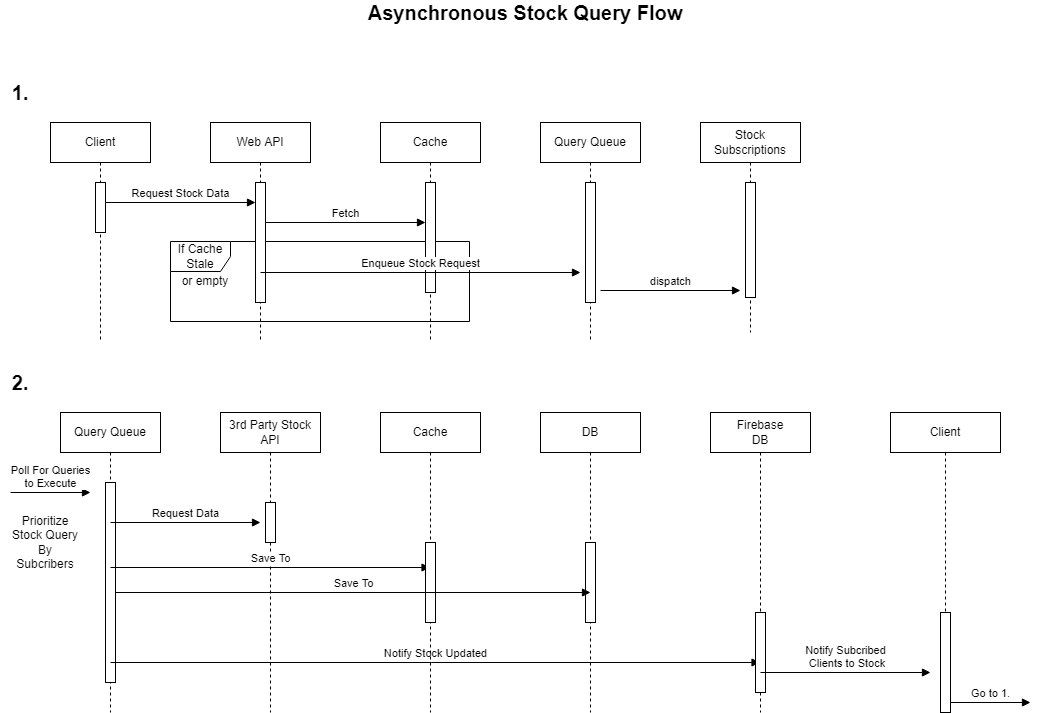 Asynchronous Stock Query Flow
1.
Client
Web API
Cache
Query Queue
Stock
Subscriptions
Request Stock Data
Fetch
If Cache
Stale
or empty
Enqueue Stock Request
dispatch
2.
Query Queue
3rd Party Stock
API
Cache
DB
Firebase
DB
Client
Poll For Queries
to Execute
Prioritize
Stock Query
By
Subcribers
Request Data
Save To
Save To
Notify Stock Updated
Notify Subcribed
Clients to Stock
Go to 1.